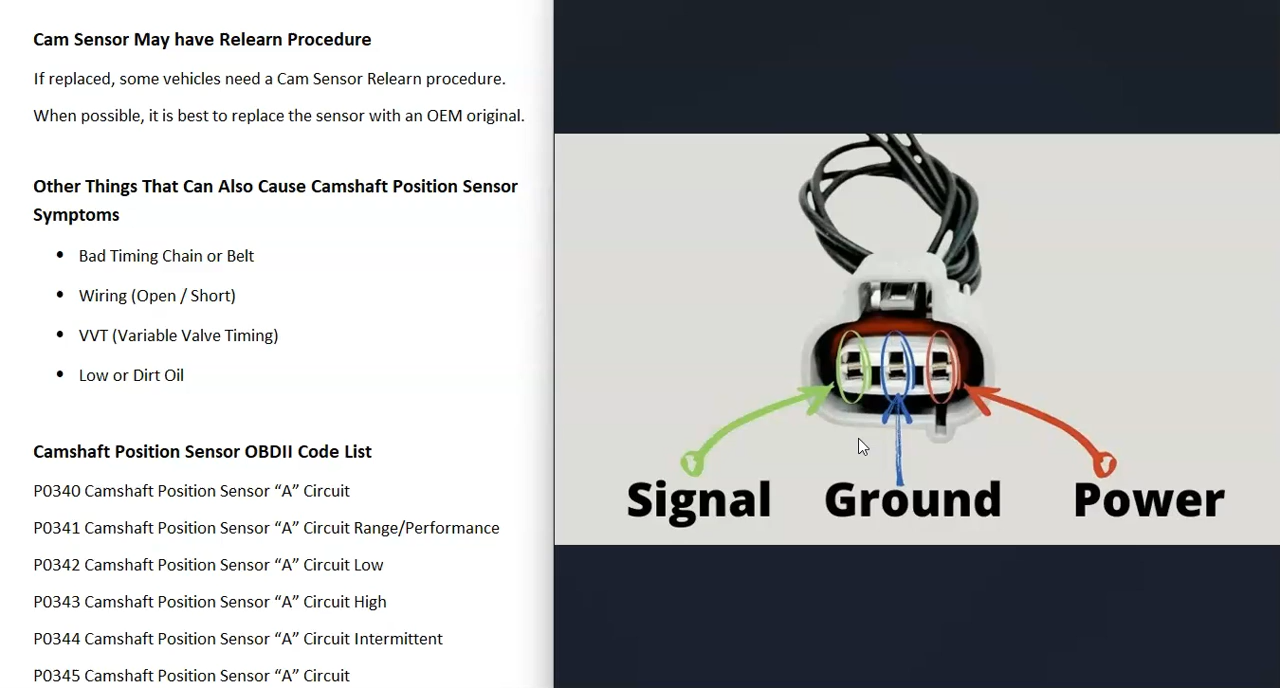 Cam Sensor May have Relearn Procedure
If replaced, some vehicles need a Cam Sensor Relearn procedure.
When possible, it is best to replace the sensor with an OEM original.
Other Things That Can Also Cause Camshaft Position Sensor
Symptoms
• Bad Timing Chain or Belt
• Wiring (Open / Short)
• VVT (Variable Valve Timing)
• Low or Dirt Oil
Camshaft Position Sensor OBDII Code List
P0340 Camshaft Position Sensor “A” Circuit
P0341 Camshaft Position Sensor “A” Circuit Range/Performance
P0342 Camshaft Position Sensor “A” Circuit Low
P0343 Camshaft Position Sensor “A” Circuit High
P0344 Camshaft Position Sensor “A” Circuit Intermittent
P0345 Camshaft Position Sensor “A” Circuit
Signal Ground Power